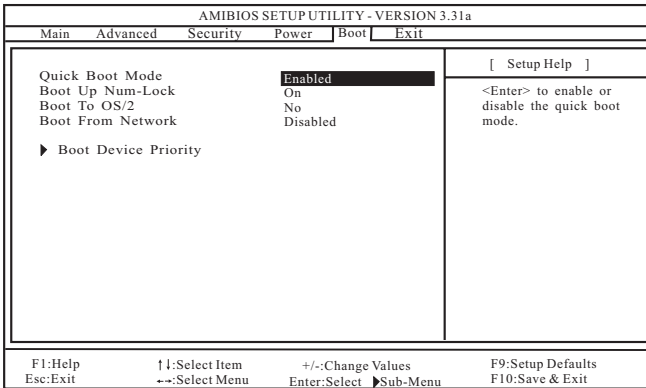 AMIBIOS SETUP UTILITY - VERSION 3.31a
Main Advanced Security Power Boot Exit
Quick Boot Mode Enabled
Boot Up Num-Lock On
Boot To OS/2 No
Boot From Network Disabled
Boot Device Priority
[ Setup Help ]
<Enter> to enable or
disable the quick boot
mode.
F1:Help ↑↓:Select Item +/-:Change Values F9:Setup Defaults
Esc:Exit ←→:Select Menu Enter:Select ▶Sub-Menu F10:Save & Exit